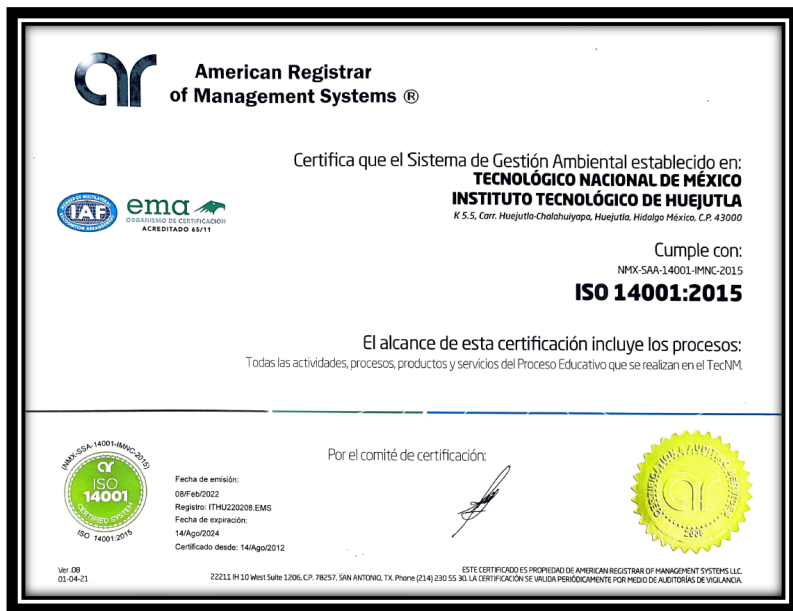 ar
American Registrar
of Management Systems ®
Certifica que el Sistema de Gestión Ambiental establecido en:
TECNOLÓGICO NACIONAL DE MÉXICO
INSTITUTO TECNOLÓGICO DE HUEJUTLA
K 5.5, Carr. Huejutla-Chalahuiyapa, Huejutla, Hidalgo México, C.P. 43000
IAF
ema
ORGANISMO DE CERTIFICACIÓN
ACREDITADO 65/11
Cumple con:
NMX-SAA-14001-IMNC-2015
ISO 14001:2015
El alcance de esta certificación incluye los procesos:
Todas las actividades, procesos, productos y servicios del Proceso Educativo que se realizan en el TecNM.
(NMX-SSA-14001-IMNC-2015)
ar
ISO
14001
CERTIFIED SYSTEM
ISO 14001:2015
Fecha de emisión:
08/Feb/2022
Registro: ITHU220208.EMS
Fecha de expiración:
14/Ago/2024
Certificado desde: 14/Ago/2012
Por el comité de certificación:
ar
2006
Ver .08
01-04-21
ESTE CERTIFICADO ES PROPIEDAD DE AMERICAN REGISTRAR OF MANAGEMENT SYSTEMS LLC.
22211 IH 10 West Suite 1206, C.P. 78257, SAN ANTONIO, TX. Phone (214) 230 55 30. LA CERTIFICACIÓN SE VALIDA PERIÓDICAMENTE POR MEDIO DE AUDITORÍAS DE VIGILANCIA.